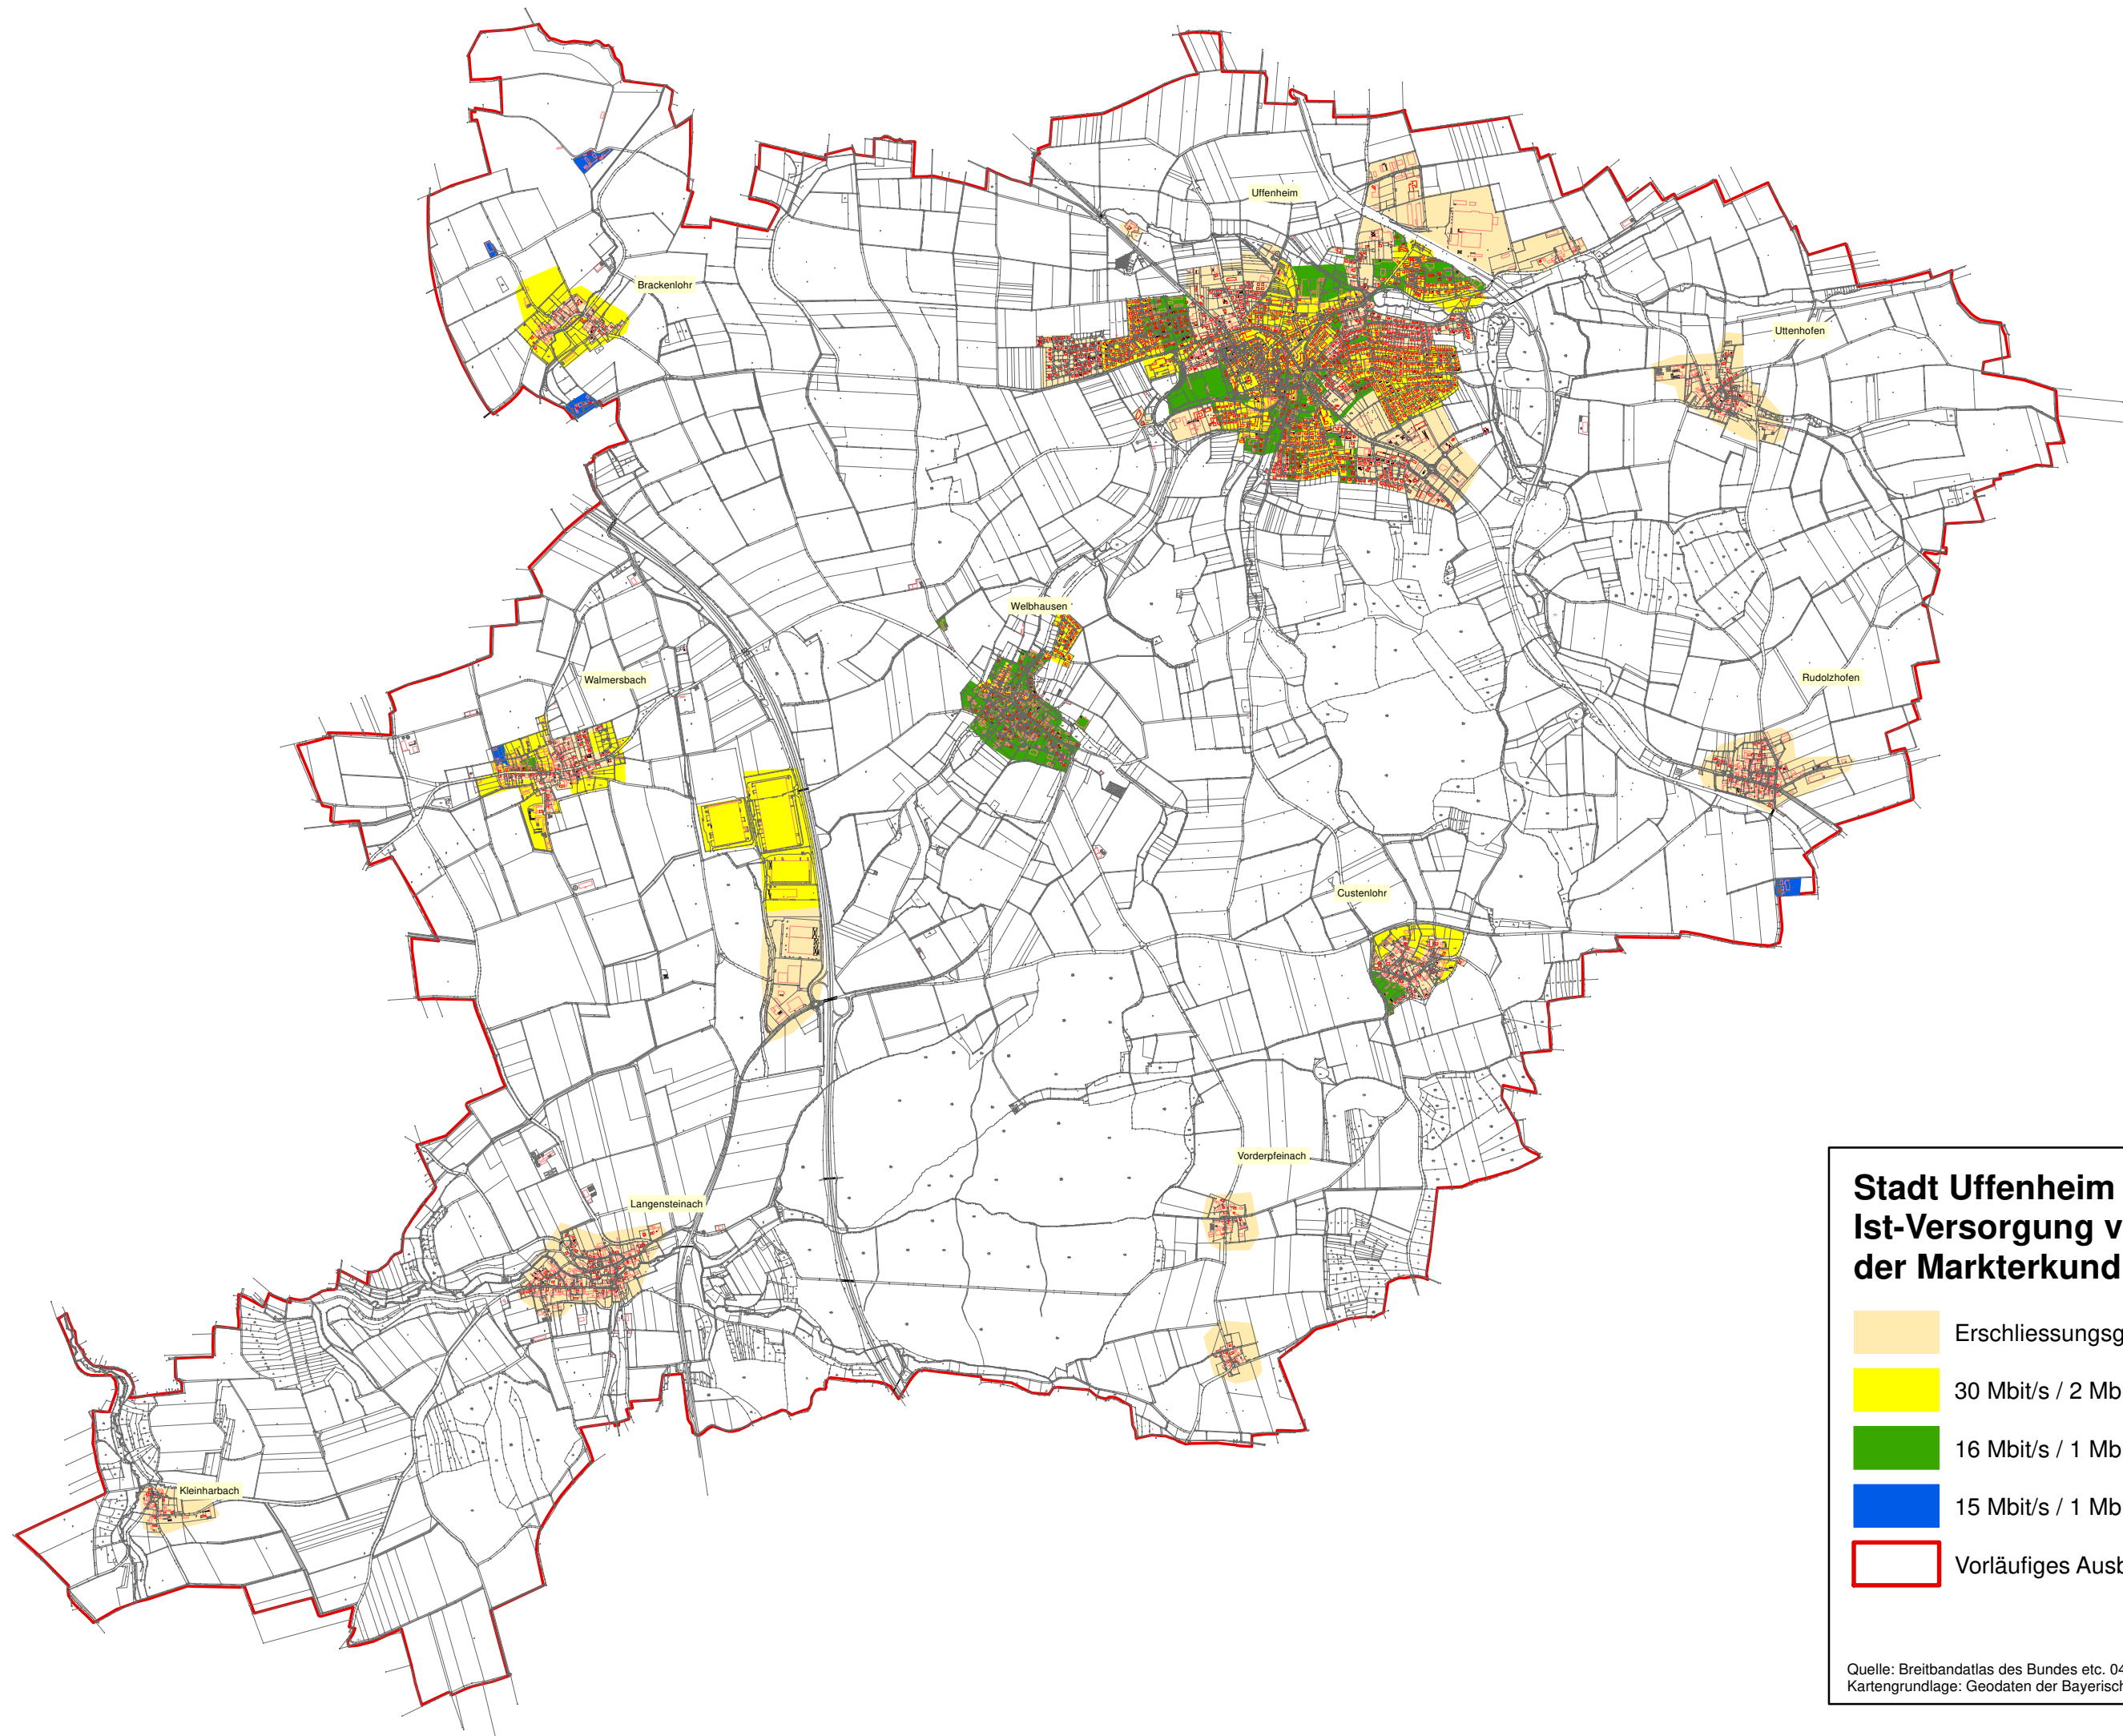 Uffenheim
Brackenlohr
Uttenhofen
Welbhausen
Walmersbach
Rudolzhofen
Custenlohr
Vorderpfeinach
Langensteinach
Kleinharbach
Stadt Uffenheim
Ist-Versorgung v
der Markterkund
Erschliessungsg
30 Mbit/s / 2 Mb
16 Mbit/s / 1 Mb
15 Mbit/s / 1 Mb
Vorläufiges Ausb
Quelle: Breitbandatlas des Bundes etc. 04
Kartengrundlage: Geodaten der Bayerisch